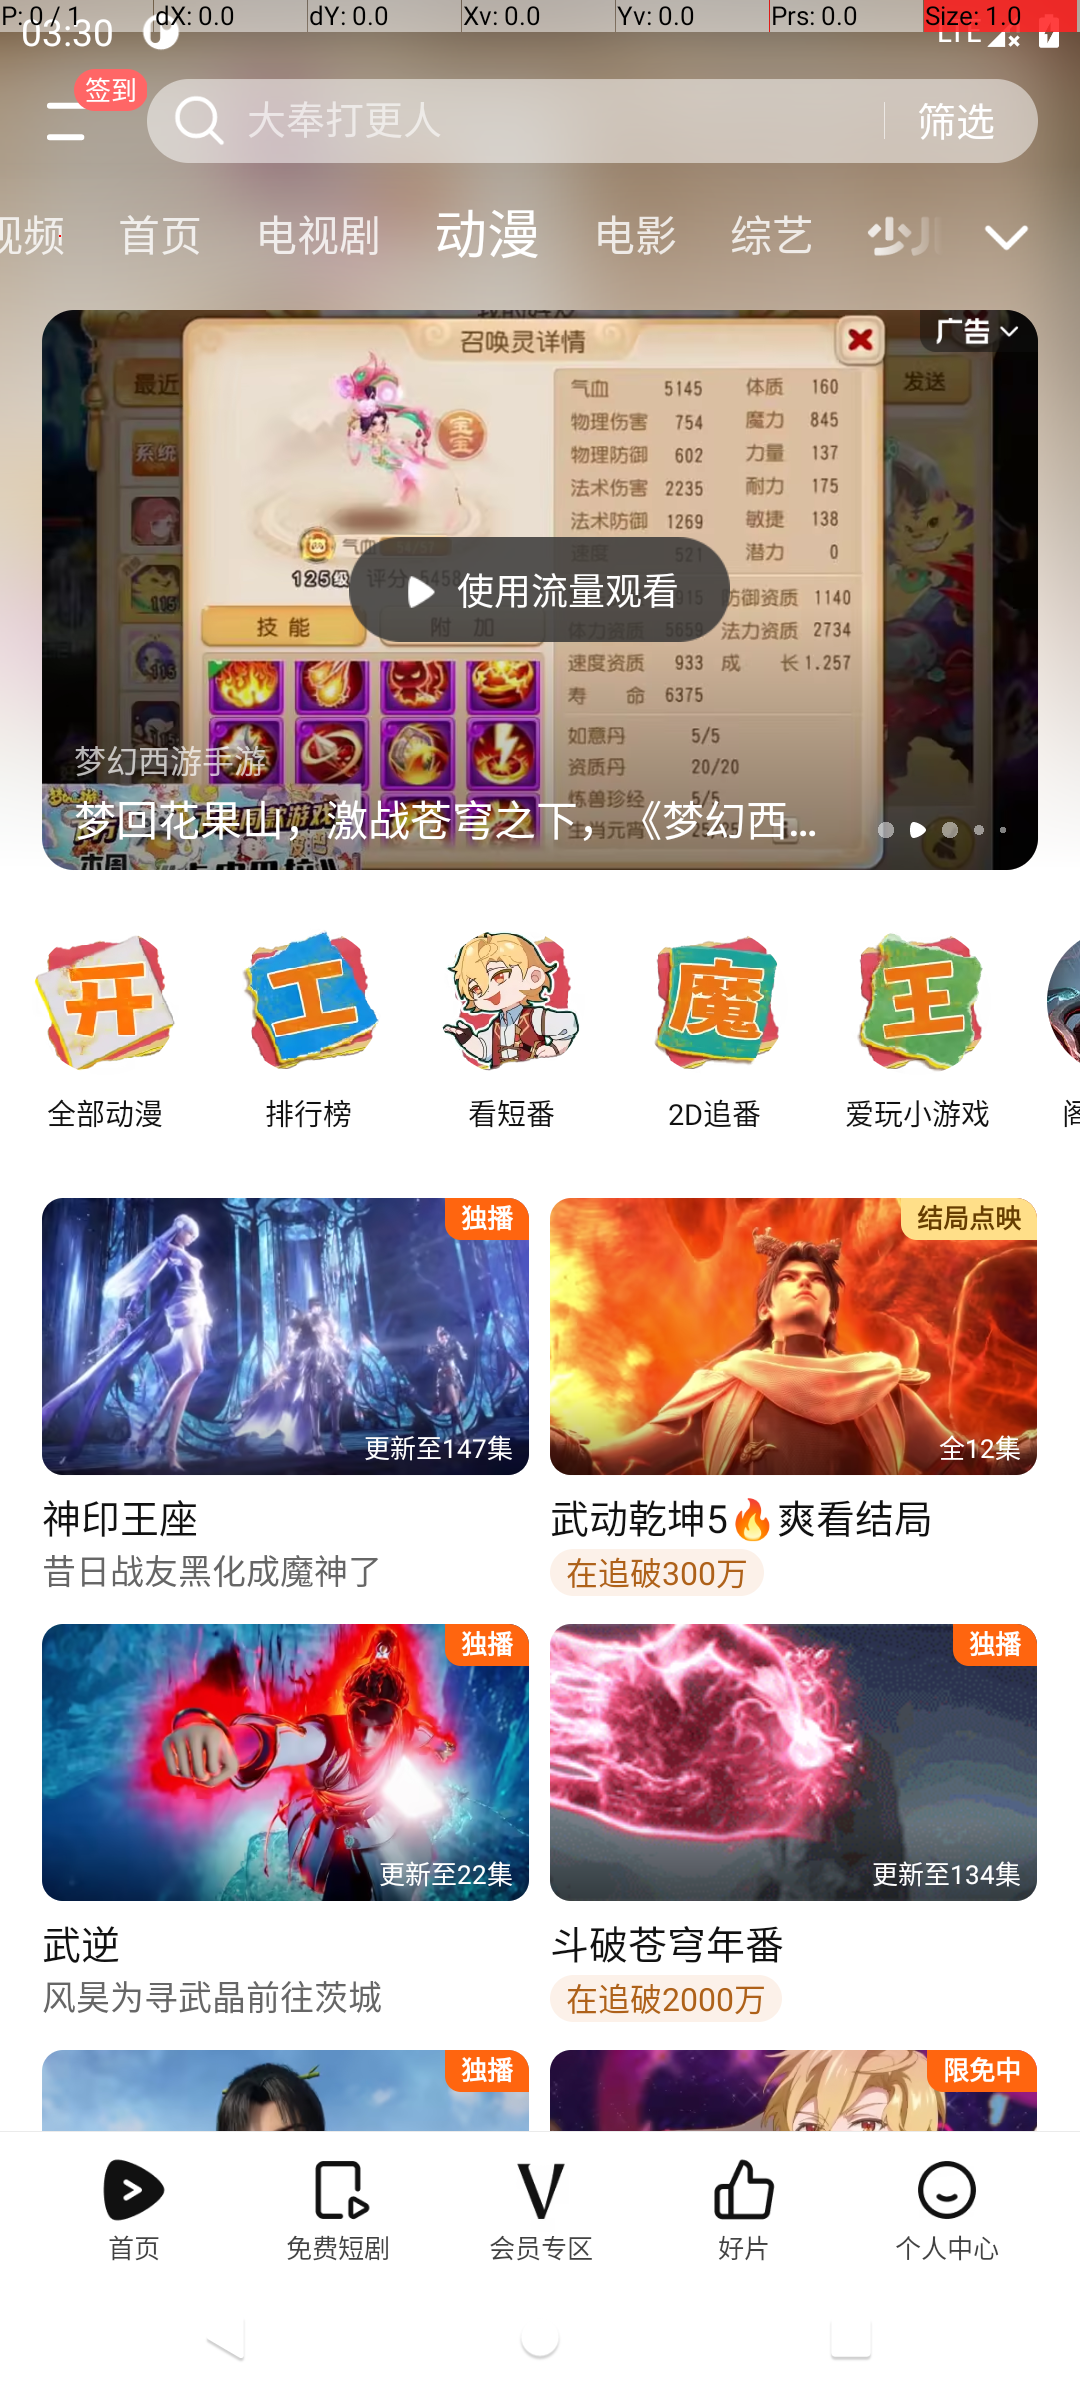 P: 0 / 1 dX: 0.0 dY: 0.0 Xv: 0.0 Yv: 0.0 Prs: 0.0 Size: 1.0
03:30 LTE
签到
大奉打更人 筛选
视频 首页 电视剧 动漫 电影 综艺 少儿
广告
召唤灵详情
最近 发送
系统
宝宝
气血 5145 体质 160
物理伤害 754 魔力 845
物理防御 602 力量 137
法术伤害 2235 耐力 175
法术防御 1269 敏捷 138
速度 521 潜力 0
气血
125级 评分 5458
使用流量观看
915 防御资质 1140
体力资质 5659 法力资质 2734
技能 附加
速度资质 933 成长 1.257
寿命 6375
如意丹 5/5
资质丹 20/20
炼兽珍经 5/5
115
115
梦幻西游手游
梦回花果山，激战苍穹之下，《梦幻西...
本周
开 工 魔 王
全部动漫 排行榜 看短番 2D追番 爱玩小游戏
独播 结局点映
更新至147集 全12集
神印王座 武动乾坤5🔥爽看结局
昔日战友黑化成魔神了 在追破300万
独播 独播
更新至22集 更新至134集
武逆 斗破苍穹年番
风昊为寻武晶前往茨城 在追破2000万
独播 限免中
首页 免费短剧 会员专区 好片 个人中心